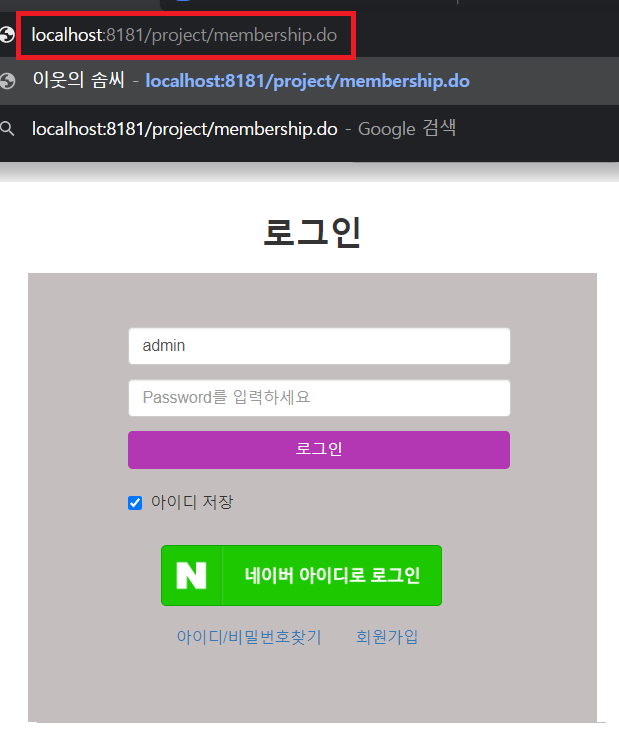 localhost:8181/project/membership.do
이웃의 솜씨 - localhost:8181/project/membership.do
localhost:8181/project/membership.do - Google 검색
로그인
admin
Password를 입력하세요
로그인
아이디 저장
N 네이버 아이디로 로그인
아이디/비밀번호찾기 회원가입